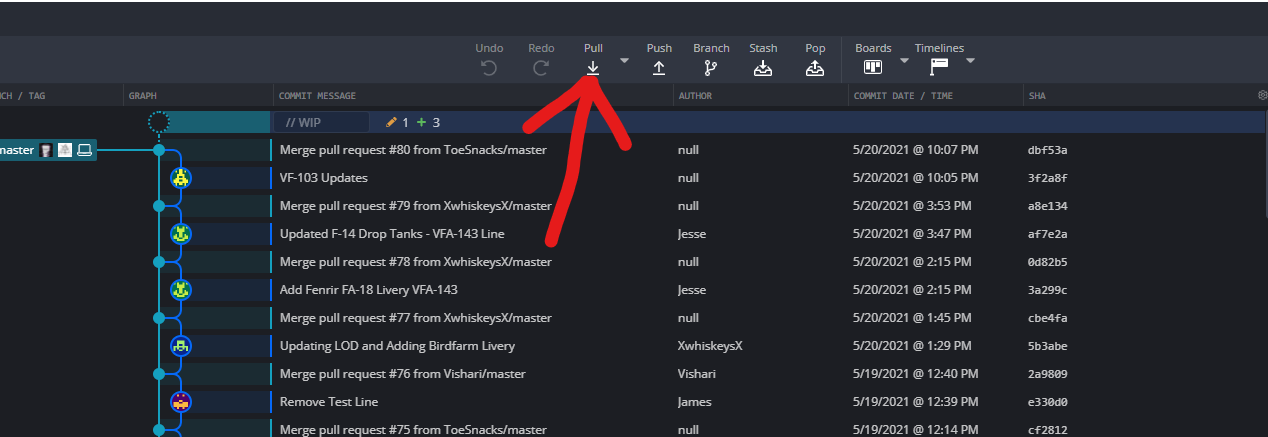 Undo Redo Pull Push Branch Stash Pop Boards Timelines
NCH / TAG GRAPH COMMIT MESSAGE AUTHOR COMMIT DATE / TIME SHA
// WIP 1 + 3
master Merge pull request #80 from ToeSnacks/master null 5/20/2021 @ 10:07 PM dbf53a
VF-103 Updates null 5/20/2021 @ 10:05 PM 3f2a8f
Merge pull request #79 from XwhiskeysX/master null 5/20/2021 @ 3:53 PM a8e134
Updated F-14 Drop Tanks - VFA-143 Line Jesse 5/20/2021 @ 3:47 PM af7e2a
Merge pull request #78 from XwhiskeysX/master null 5/20/2021 @ 2:15 PM 0d82b5
Add Fenrir FA-18 Livery VFA-143 Jesse 5/20/2021 @ 2:15 PM 3a299c
Merge pull request #77 from XwhiskeysX/master null 5/20/2021 @ 1:45 PM cbe4fa
Updating LOD and Adding Birdfarm Livery XwhiskeysX 5/20/2021 @ 1:29 PM 5b3abe
Merge pull request #76 from Vishari/master Vishari 5/19/2021 @ 12:40 PM 2a9809
Remove Test Line James 5/19/2021 @ 12:39 PM e330d0
Merge pull request #75 from ToeSnacks/master null 5/19/2021 @ 12:14 PM cf2812